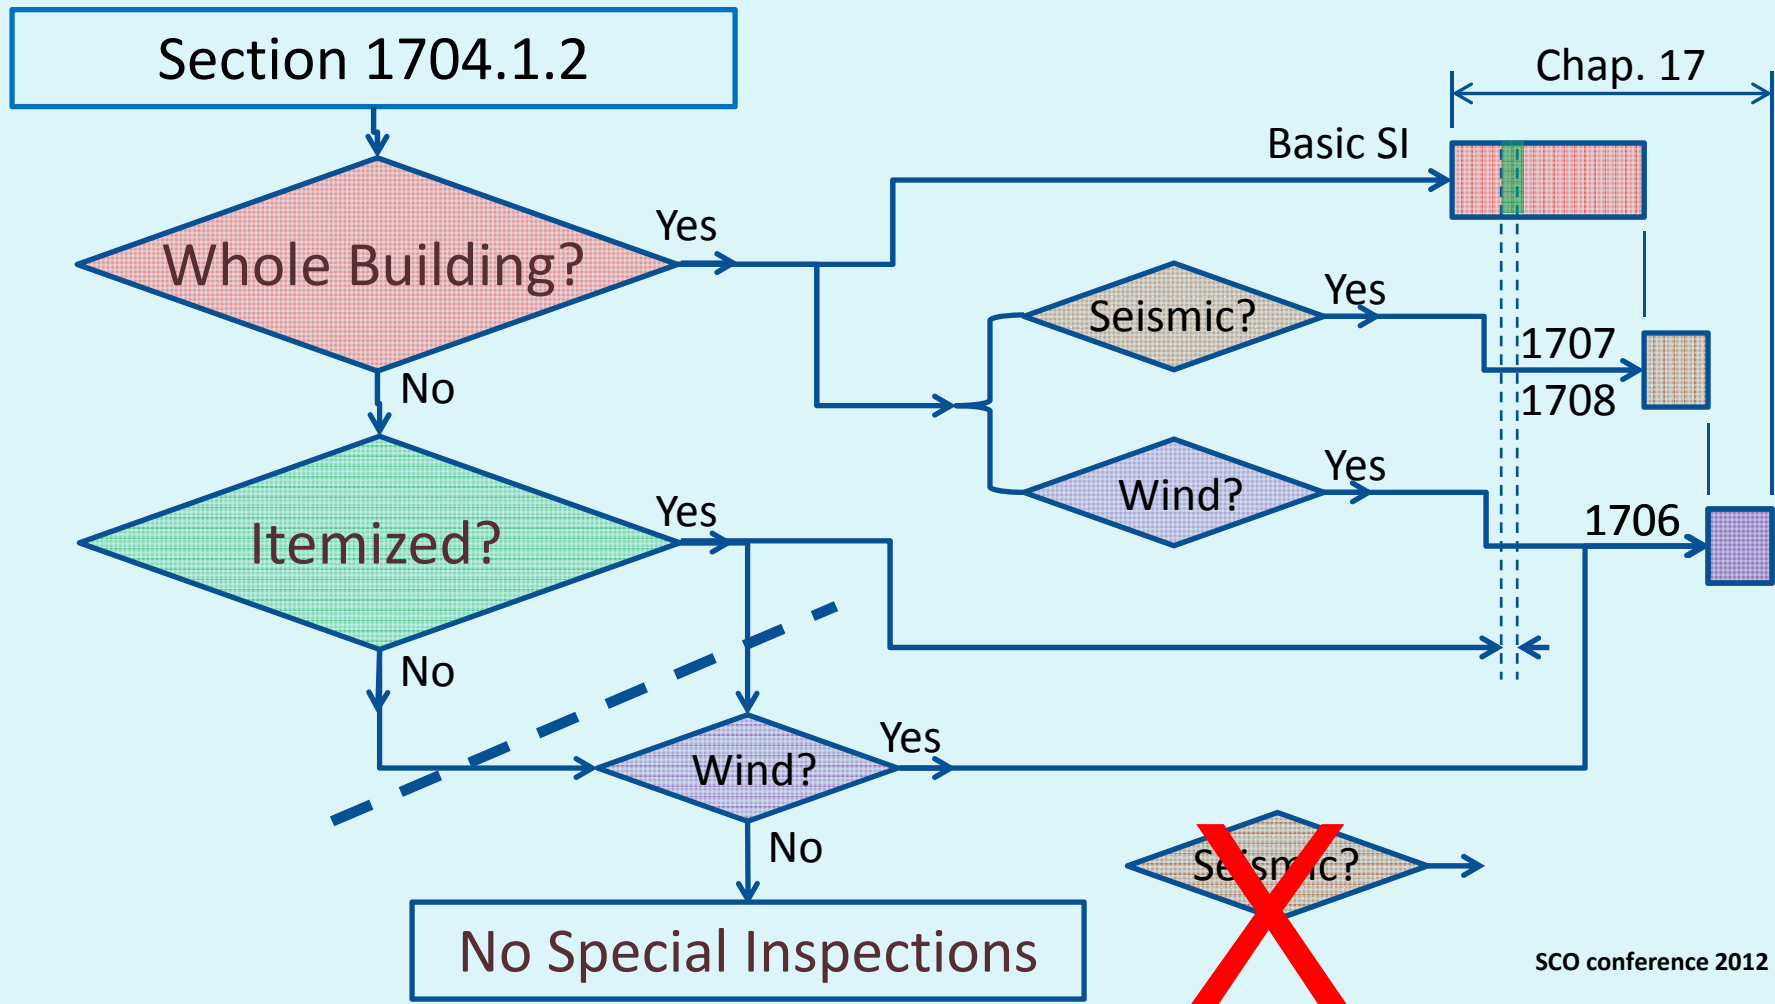 Section 1704.1.2
Chap. 17
Basic SI
Yes
Whole Building?
Seismic?
Yes
1707
1708
No
Wind?
Yes
1706
Itemized?
Yes
No
Wind?
Yes
No
Seismic?
No Special Inspections
SCO conference 2012